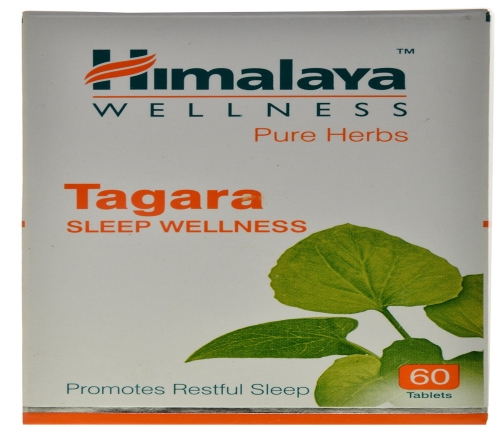 Himalaya™
WELLNESS
Pure Herbs
Tagara
SLEEP WELLNESS
Promotes Restful Sleep
60
Tablets